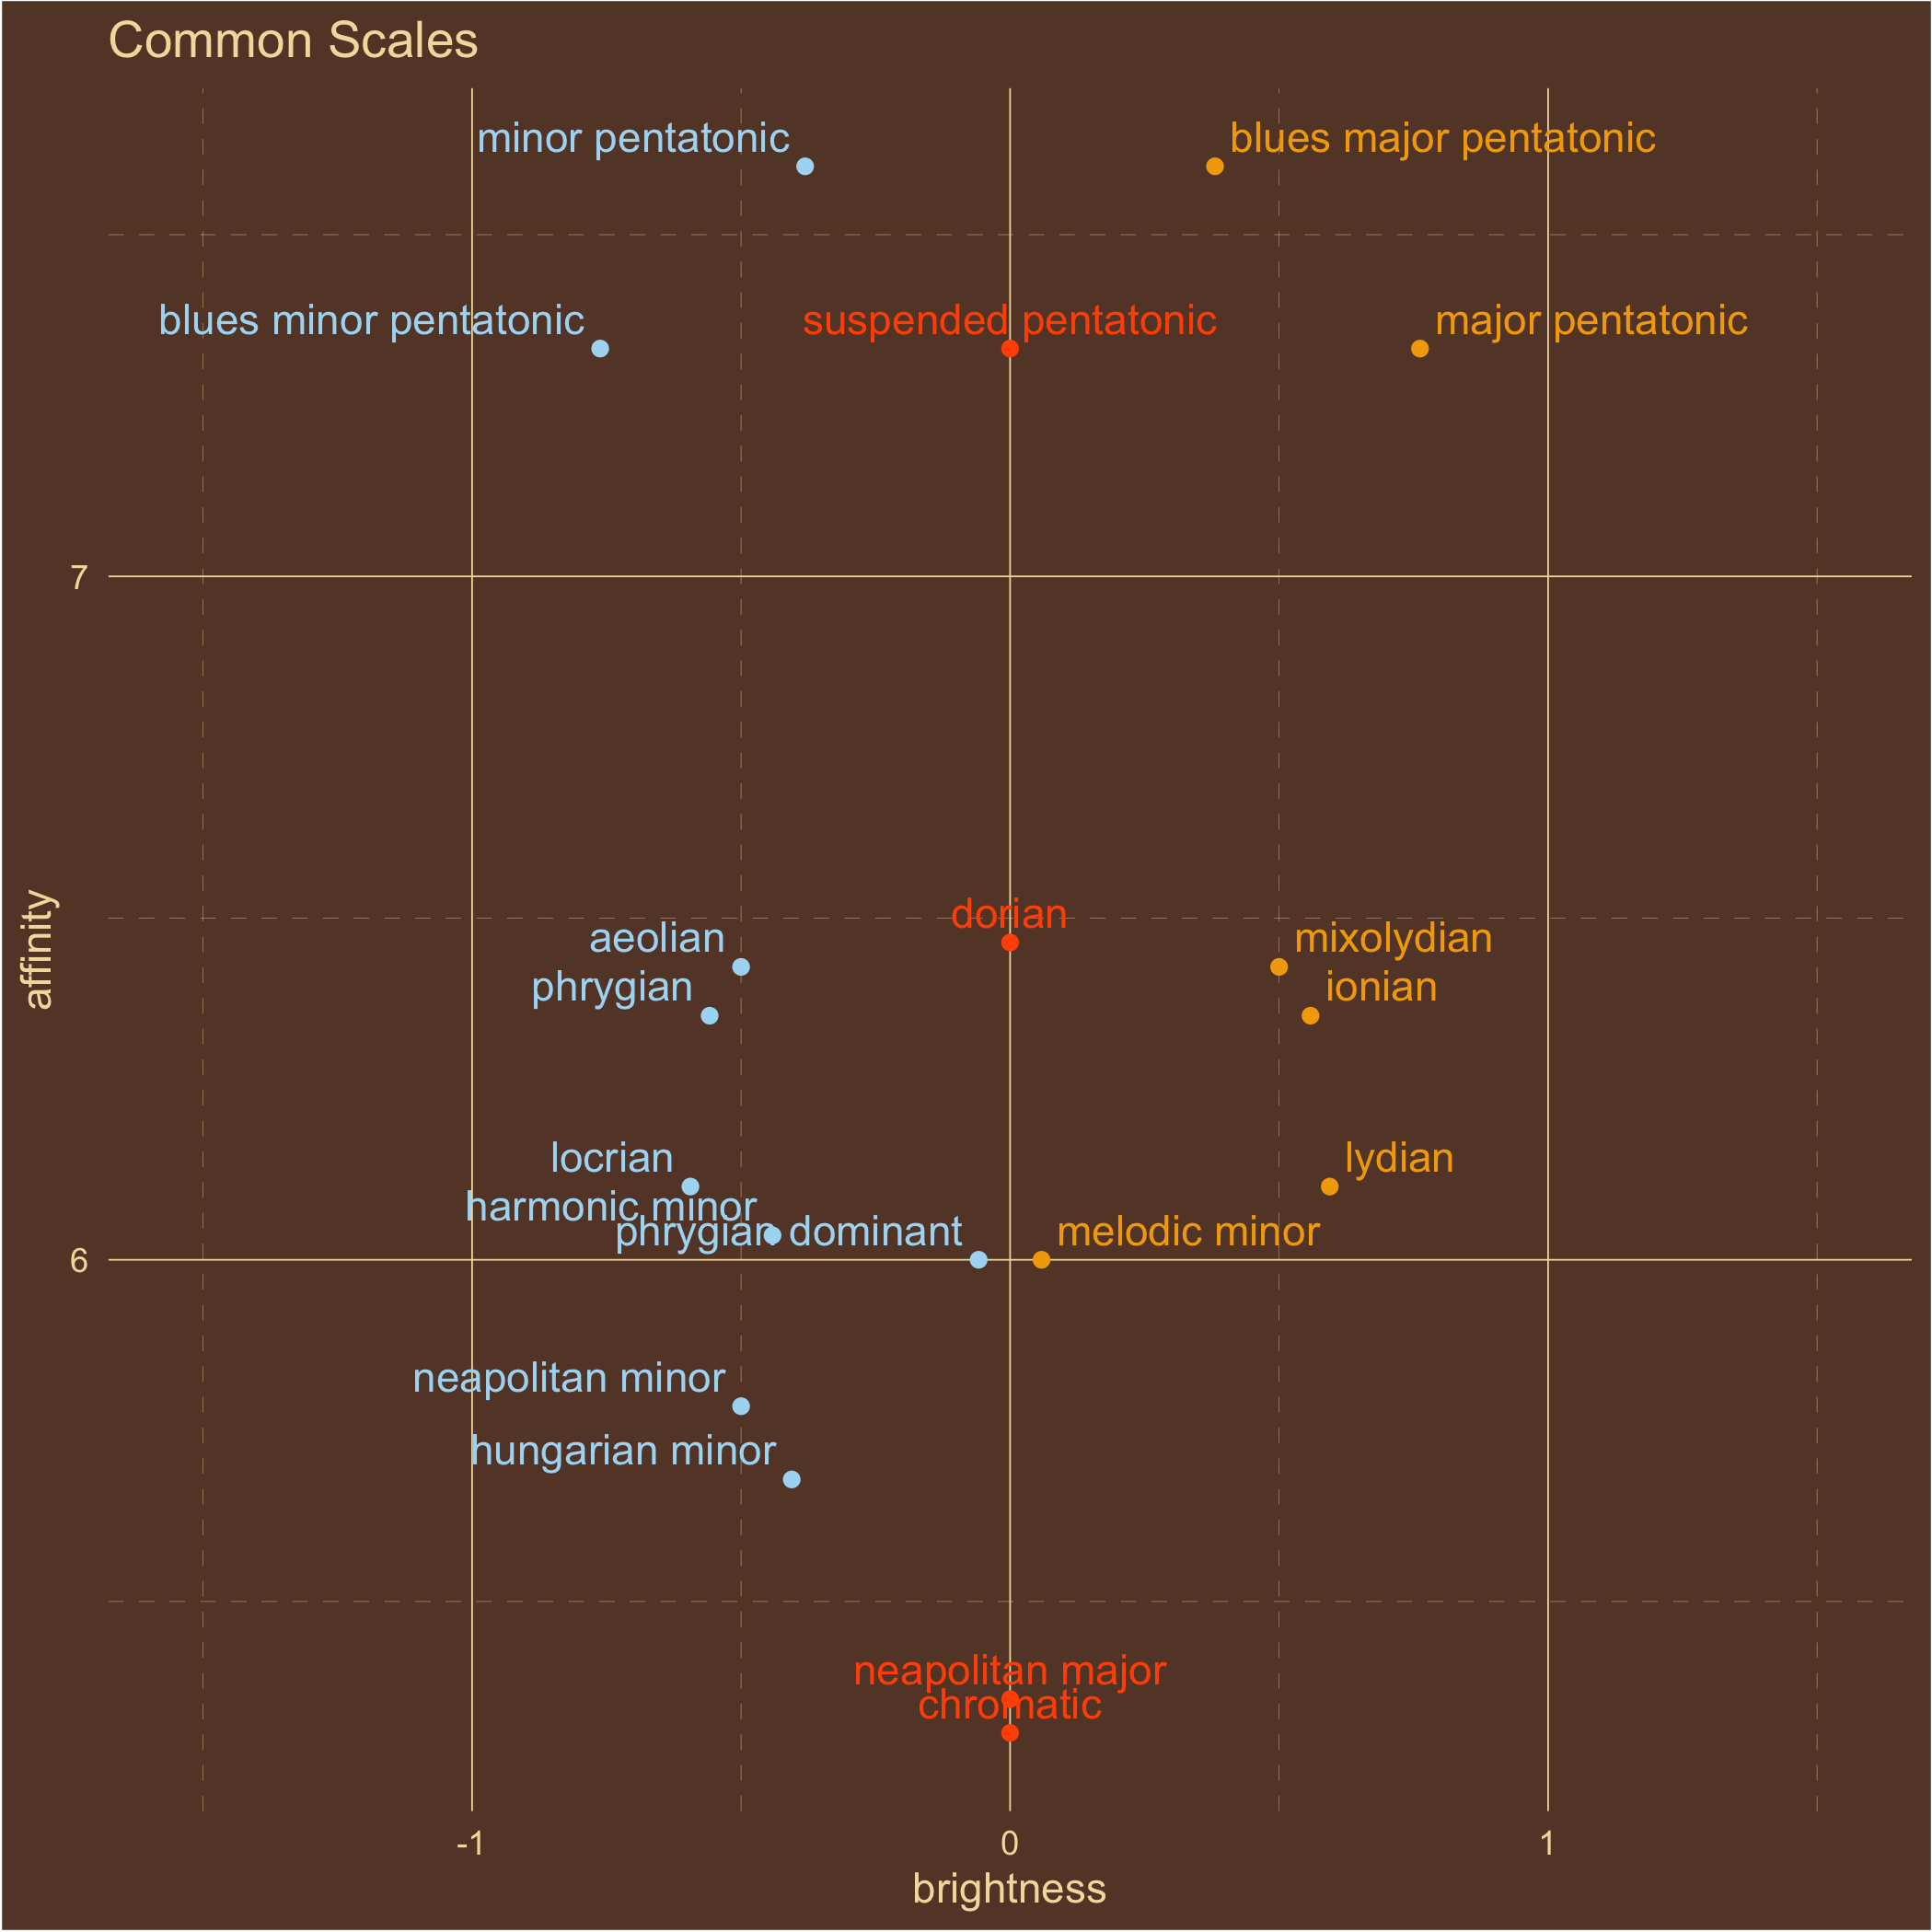 Common Scales
minor pentatonic
blues major pentatonic
blues minor pentatonic
suspended pentatonic
major pentatonic
7
dorian
aeolian
mixolydian
phrygian
ionian
affinity
locrian
lydian
harmonic minor
phrygian dominant
melodic minor
6
neapolitan minor
hungarian minor
neapolitan major
chromatic
-1
0
1
brightness